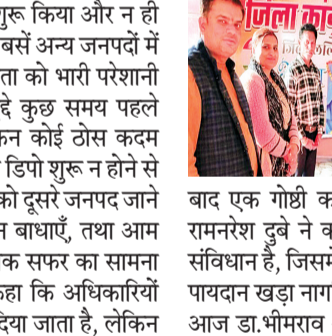 शुरू किया और न ही
बसें अन्य जनपदों में
ता को भारी परेशानी
द्दे कुछ समय पहले
कोई ठोस कदम
डिपो शुरू न होने से
को दूसरे जनपद जाने
बाधाएँ, तथा आम
सफर का सामना
कि अधिकारियों
दिया जाता है, लेकिन
जिला
बाद एक गोष्ठी
रामनरेश दुबे ने
संविधान है, जिसमें
पायदान खड़ा
आज डा भीमराव